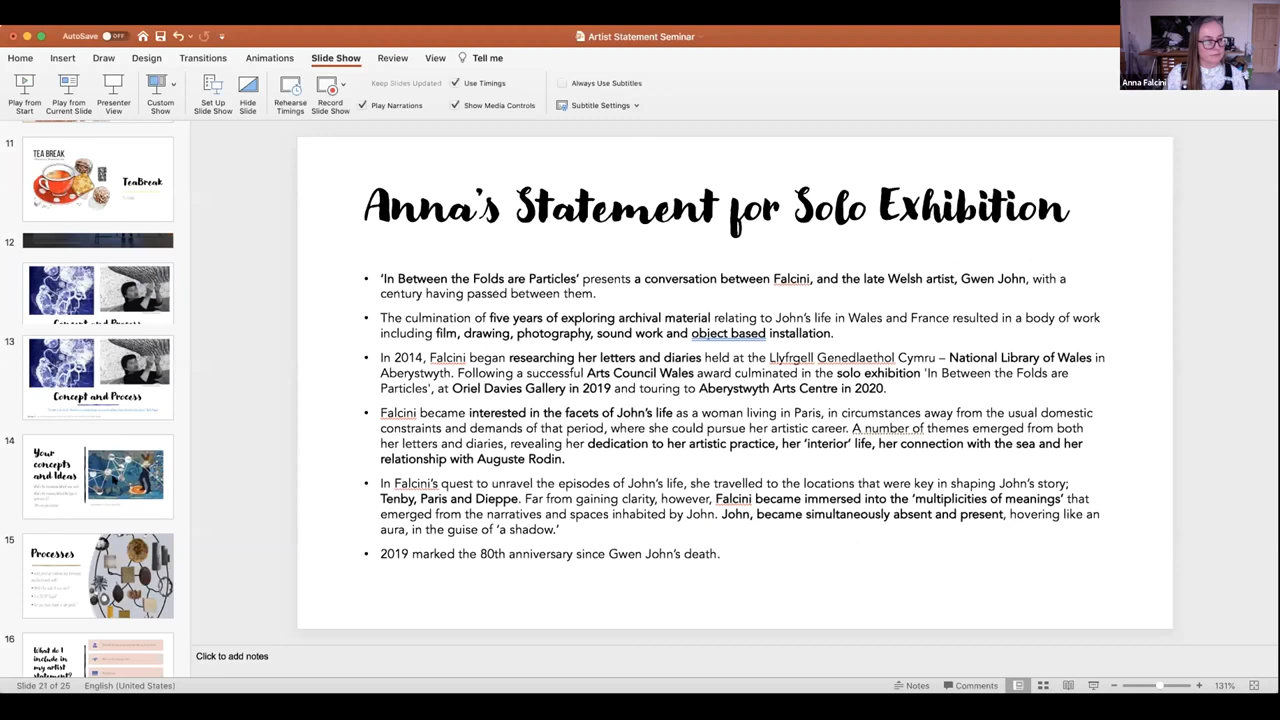 AutoSave OFF
Artist Statement Seminar
Home Insert Draw Design Transitions Animations Slide Show Review View Tell me
Play from Start
Play from Current Slide
Presenter View
Custom Show
Set Up Slide Show
Hide Slide
Rehearse Timings
Record Slide Show
Keep Slides Updated
Use Timings
Play Narrations
Show Media Controls
Always Use Subtitles
Subtitle Settings
Anna Falcini
11
TEA BREAK
TeaBreak
12
Concept and Process
13
Concept and Process
14
Your
concepts
and Ideas
15
Processes
16
What do I
include in
my artist
statement?
Anna's Statement for Solo Exhibition
• 'In Between the Folds are Particles' presents a conversation between Falcini, and the late Welsh artist, Gwen John, with a
century having passed between them.
• The culmination of five years of exploring archival material relating to John's life in Wales and France resulted in a body of work
including film, drawing, photography, sound work and object based installation.
• In 2014, Falcini began researching her letters and diaries held at the Llyfrgell Genedlaethol Cymru – National Library of Wales in
Aberystwyth. Following a successful Arts Council Wales award culminated in the solo exhibition 'In Between the Folds are
Particles', at Oriel Davies Gallery in 2019 and touring to Aberystwyth Arts Centre in 2020.
• Falcini became interested in the facets of John's life as a woman living in Paris, in circumstances away from the usual domestic
constraints and demands of that period, where she could pursue her artistic career. A number of themes emerged from both
her letters and diaries, revealing her dedication to her artistic practice, her 'interior' life, her connection with the sea and her
relationship with Auguste Rodin.
• In Falcini's quest to unravel the episodes of John's life, she travelled to the locations that were key in shaping John's story;
Tenby, Paris and Dieppe. Far from gaining clarity, however, Falcini became immersed into the 'multiplicities of meanings' that
emerged from the narratives and spaces inhabited by John. John, became simultaneously absent and present, hovering like an
aura, in the guise of 'a shadow.'
• 2019 marked the 80th anniversary since Gwen John's death.
Click to add notes
Slide 21 of 25 English (United States) Notes Comments 131%